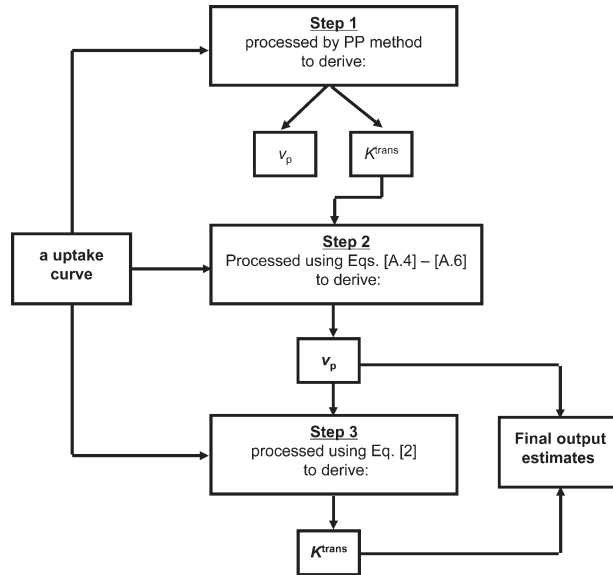 Step 1
processed by PP method
to derive:
vp
Ktrans
a uptake
curve
Step 2
Processed using Eqs. [A.4] – [A.6]
to derive:
vp
Step 3
processed using Eq. [2]
to derive:
Final output
estimates
Ktrans